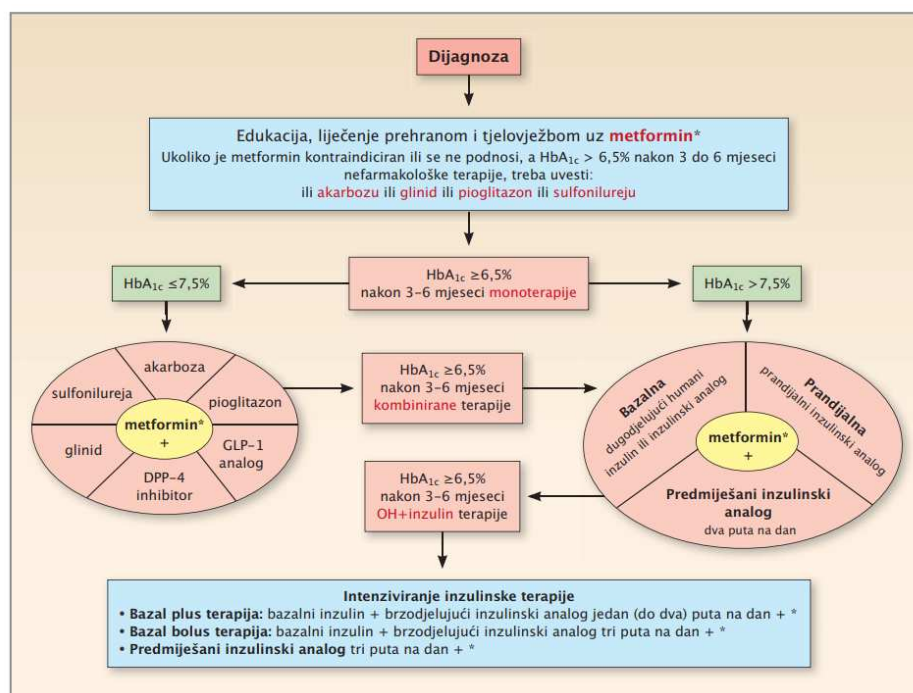 Dijagnoza
Edukacija, liječenje prehranom i tjelovježbom uz metformin*
Ukoliko je metformin kontraindiciran ili se ne podnosi, a HbA1c > 6,5% nakon 3 do 6 mjeseci
nefarmakološke terapije, treba uvesti:
ili akarbozu ili glinid ili pioglitazon ili sulfonilureju
HbA1c ≤7,5%
HbA1c ≥6,5%
nakon 3–6 mjeseci monoterapije
HbA1c >7,5%
akarboza
sulfonilureja
pioglitazon
metformin*
+
glinid
GLP-1
analog
DPP-4
inhibitor
HbA1c ≥6,5%
nakon 3–6 mjeseci
kombinirane terapije
Bazalna
dugodjelujući humani
inzulin ili inzulinski analog
Prandijalna
prandijalni inzulinski analog
metformin*
+
Predmiješani inzulinski
analog
dva puta na dan
HbA1c ≥6,5%
nakon 3–6 mjeseci
OH+inzulin terapije
Intenziviranje inzulinske terapije
• Bazal plus terapija: bazalni inzulin + brzodjelujući inzulinski analog jedan (do dva) puta na dan + *
• Bazal bolus terapija: bazalni inzulin + brzodjelujući inzulinski analog tri puta na dan + *
• Predmiješani inzulinski analog tri puta na dan + *